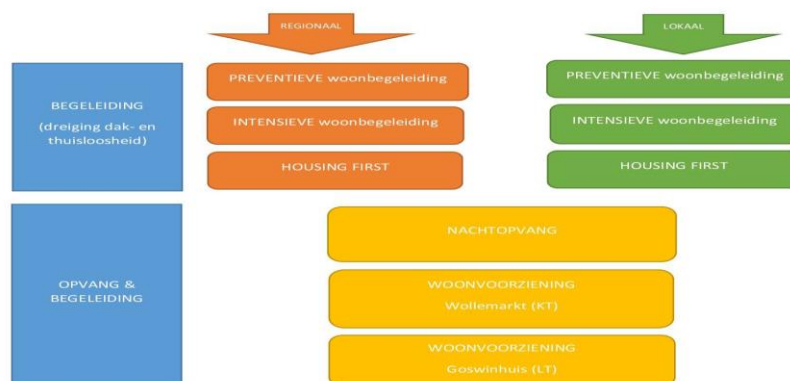 REGIONAAL
LOKAAL
BEGELEIDING
(dreiging dak- en
thuisloosheid)
PREVENTIEVE woonbegeleiding
INTENSIEVE woonbegeleiding
HOUSING FIRST
PREVENTIEVE woonbegeleiding
INTENSIEVE woonbegeleiding
HOUSING FIRST
OPVANG &
BEGELEIDING
NACHTOPVANG
WOONVOORZIENING
Wollemarkt (KT)
WOONVOORZIENING
Goswinhuis (LT)